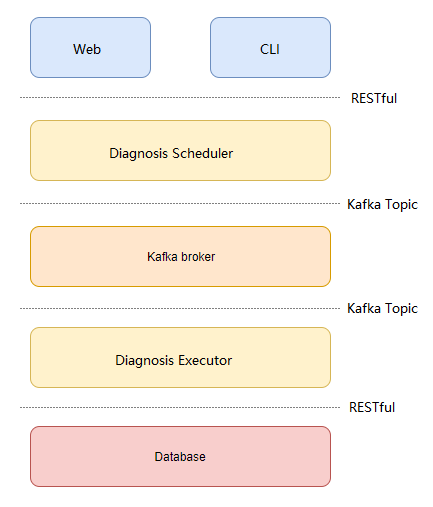 Web
CLI
RESTful
Diagnosis Scheduler
Kafka Topic
Kafka broker
Kafka Topic
Diagnosis Executor
RESTful
Database